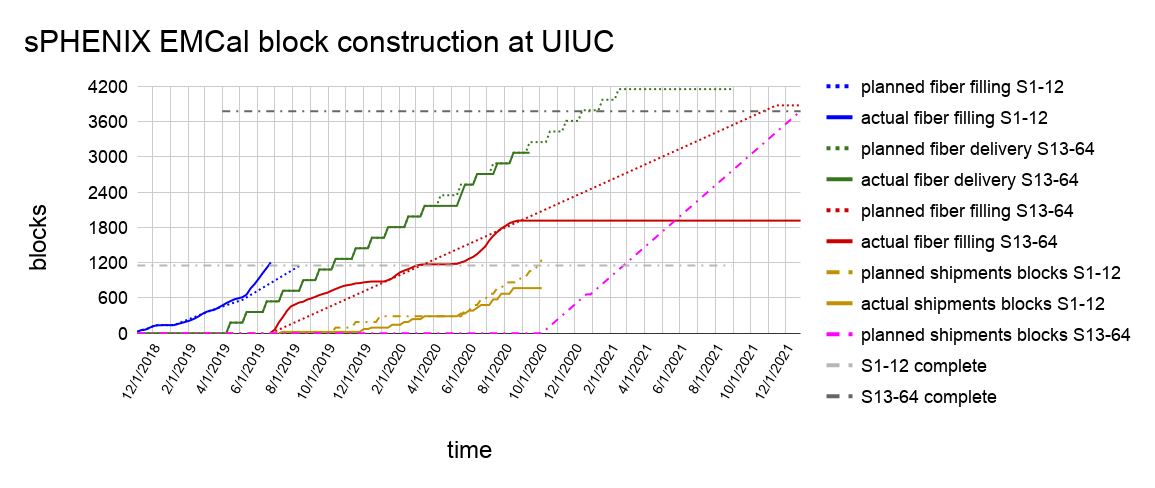 sPHENIX EMCal block construction at UIUC
4200
3600
3000
2400
1800
1200
600
0
blocks
12/1/2018
2/1/2019
4/1/2019
6/1/2019
8/1/2019
10/1/2019
12/1/2019
2/1/2020
4/1/2020
6/1/2020
8/1/2020
10/1/2020
12/1/2020
2/1/2021
4/1/2021
6/1/2021
8/1/2021
10/1/2021
12/1/2021
time
planned fiber filling S1-12
actual fiber filling S1-12
planned fiber delivery S13-64
actual fiber delivery S13-64
planned fiber filling S13-64
actual fiber filling S13-64
planned shipments blocks S1-12
actual shipments blocks S1-12
planned shipments blocks S13-64
S1-12 complete
S13-64 complete